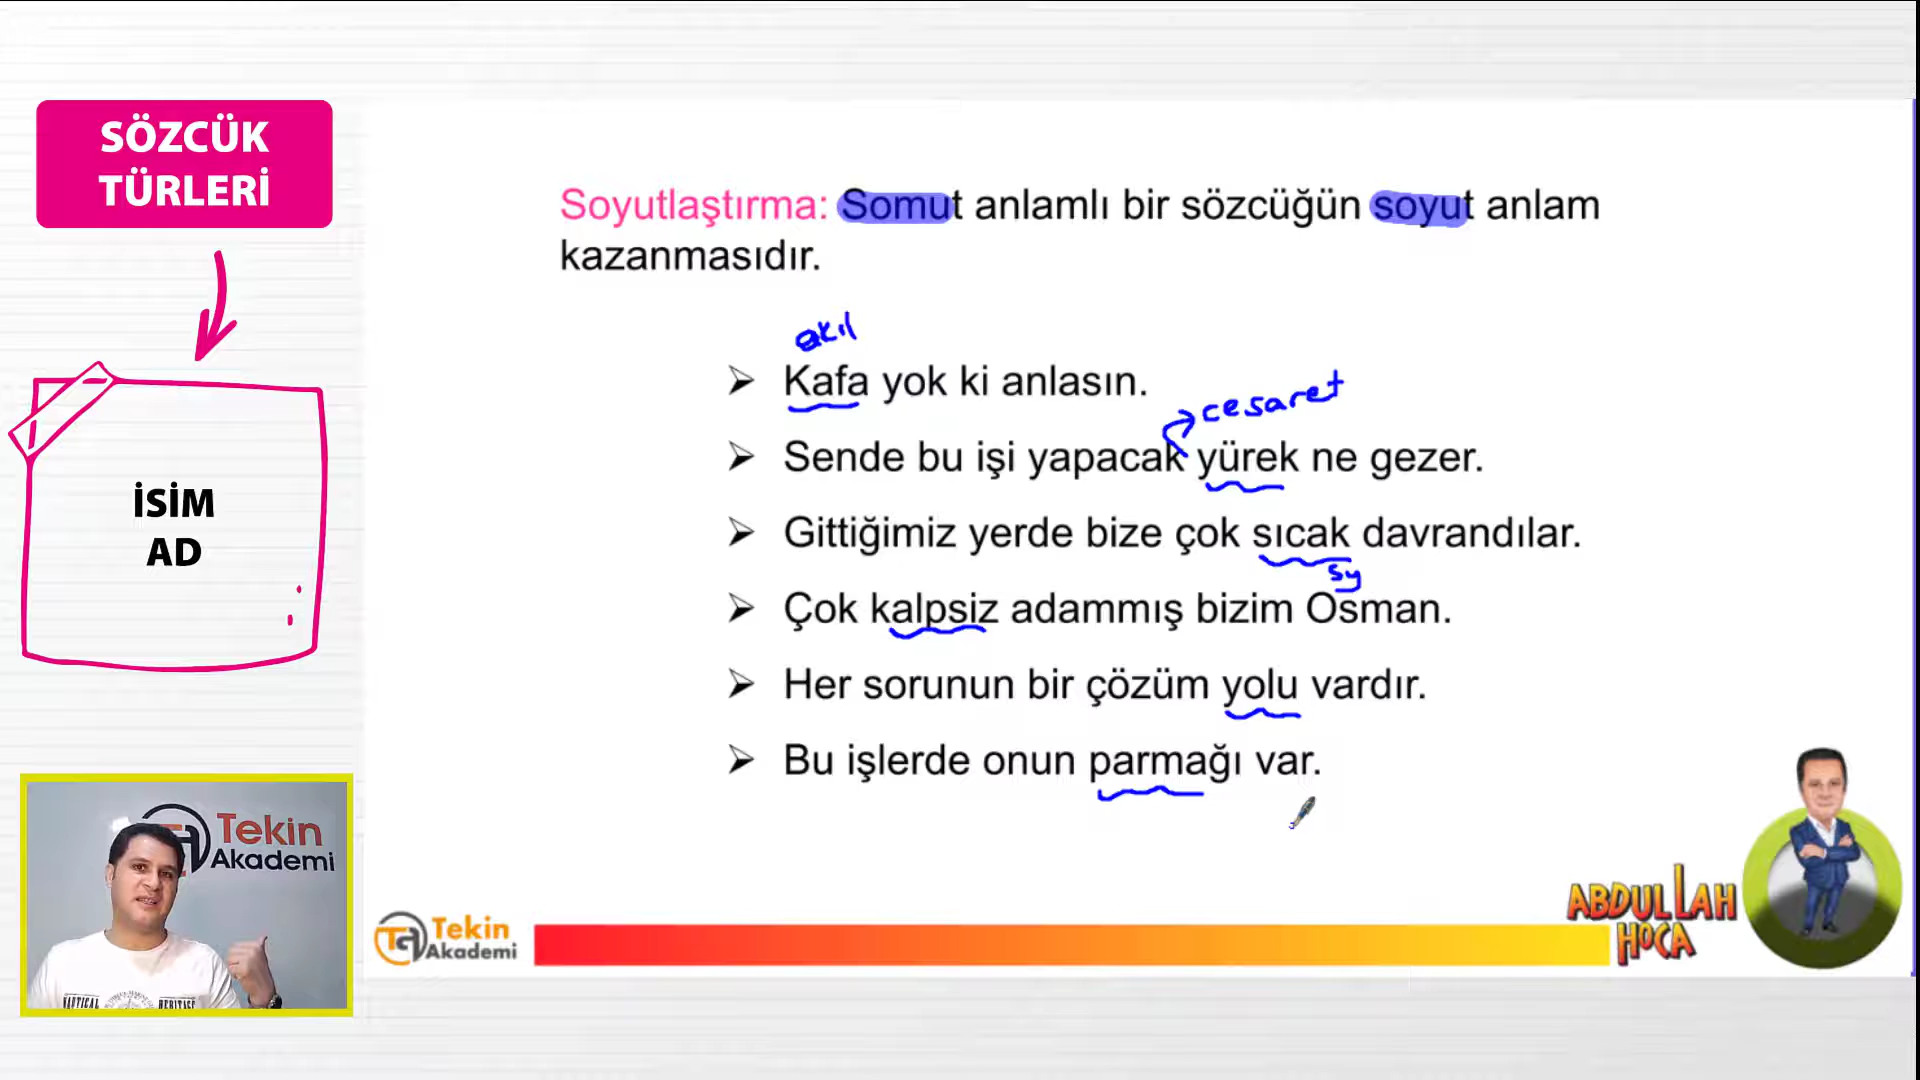 SÖZCÜK
TÜRLERİ
İSİM
AD
Soyutlaştırma: Somut anlamlı bir sözcüğün soyut anlam
kazanmasıdır.
akıl
➢ Kafa yok ki anlasın.
cesaret
➢ Sende bu işi yapacak yürek ne gezer.
➢ Gittiğimiz yerde bize çok sıcak davrandılar.
sy
➢ Çok kalpsiz adammış bizim Osman.
➢ Her sorunun bir çözüm yolu vardır.
➢ Bu işlerde onun parmağı var.
Tekin
Akademi
NAUTICAL HERITAGE
Tekin
Akademi
ABDULLAH
HOCA